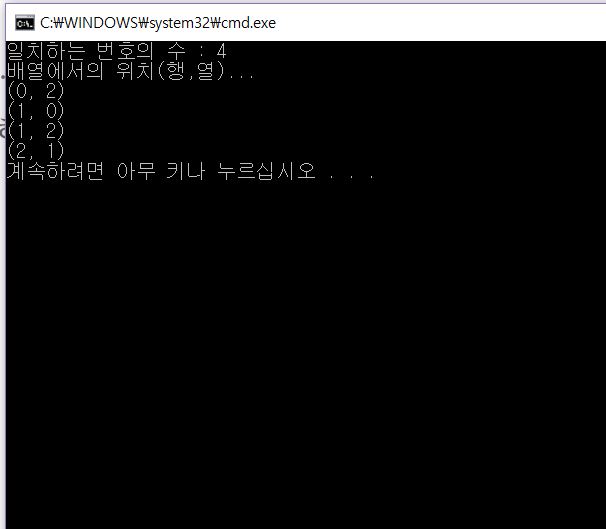 C:\WINDOWS\system32\cmd.exe
일치하는 번호의 수 : 4
배열에서의 위치(행,열)...
(0, 2)
(1, 0)
(1, 2)
(2, 1)
계속하려면 아무 키나 누르십시오 . . .